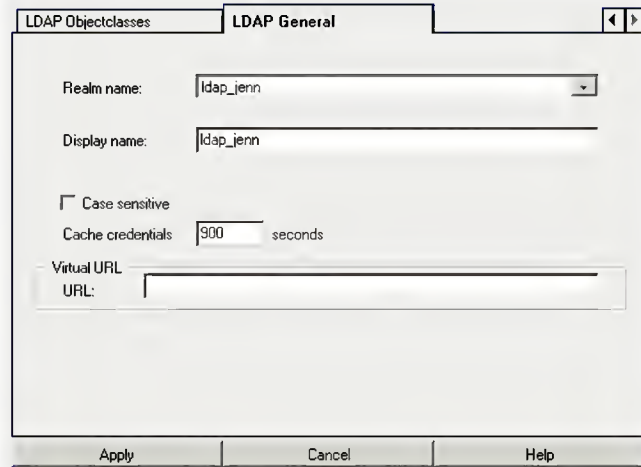 LDAP Objectclasses LDAP General
Realm name: ldap_jenn
Display name: ldap_jenn
Case sensitive
Cache credentials 900 seconds
Virtual URL
URL:
Apply Cancel Help